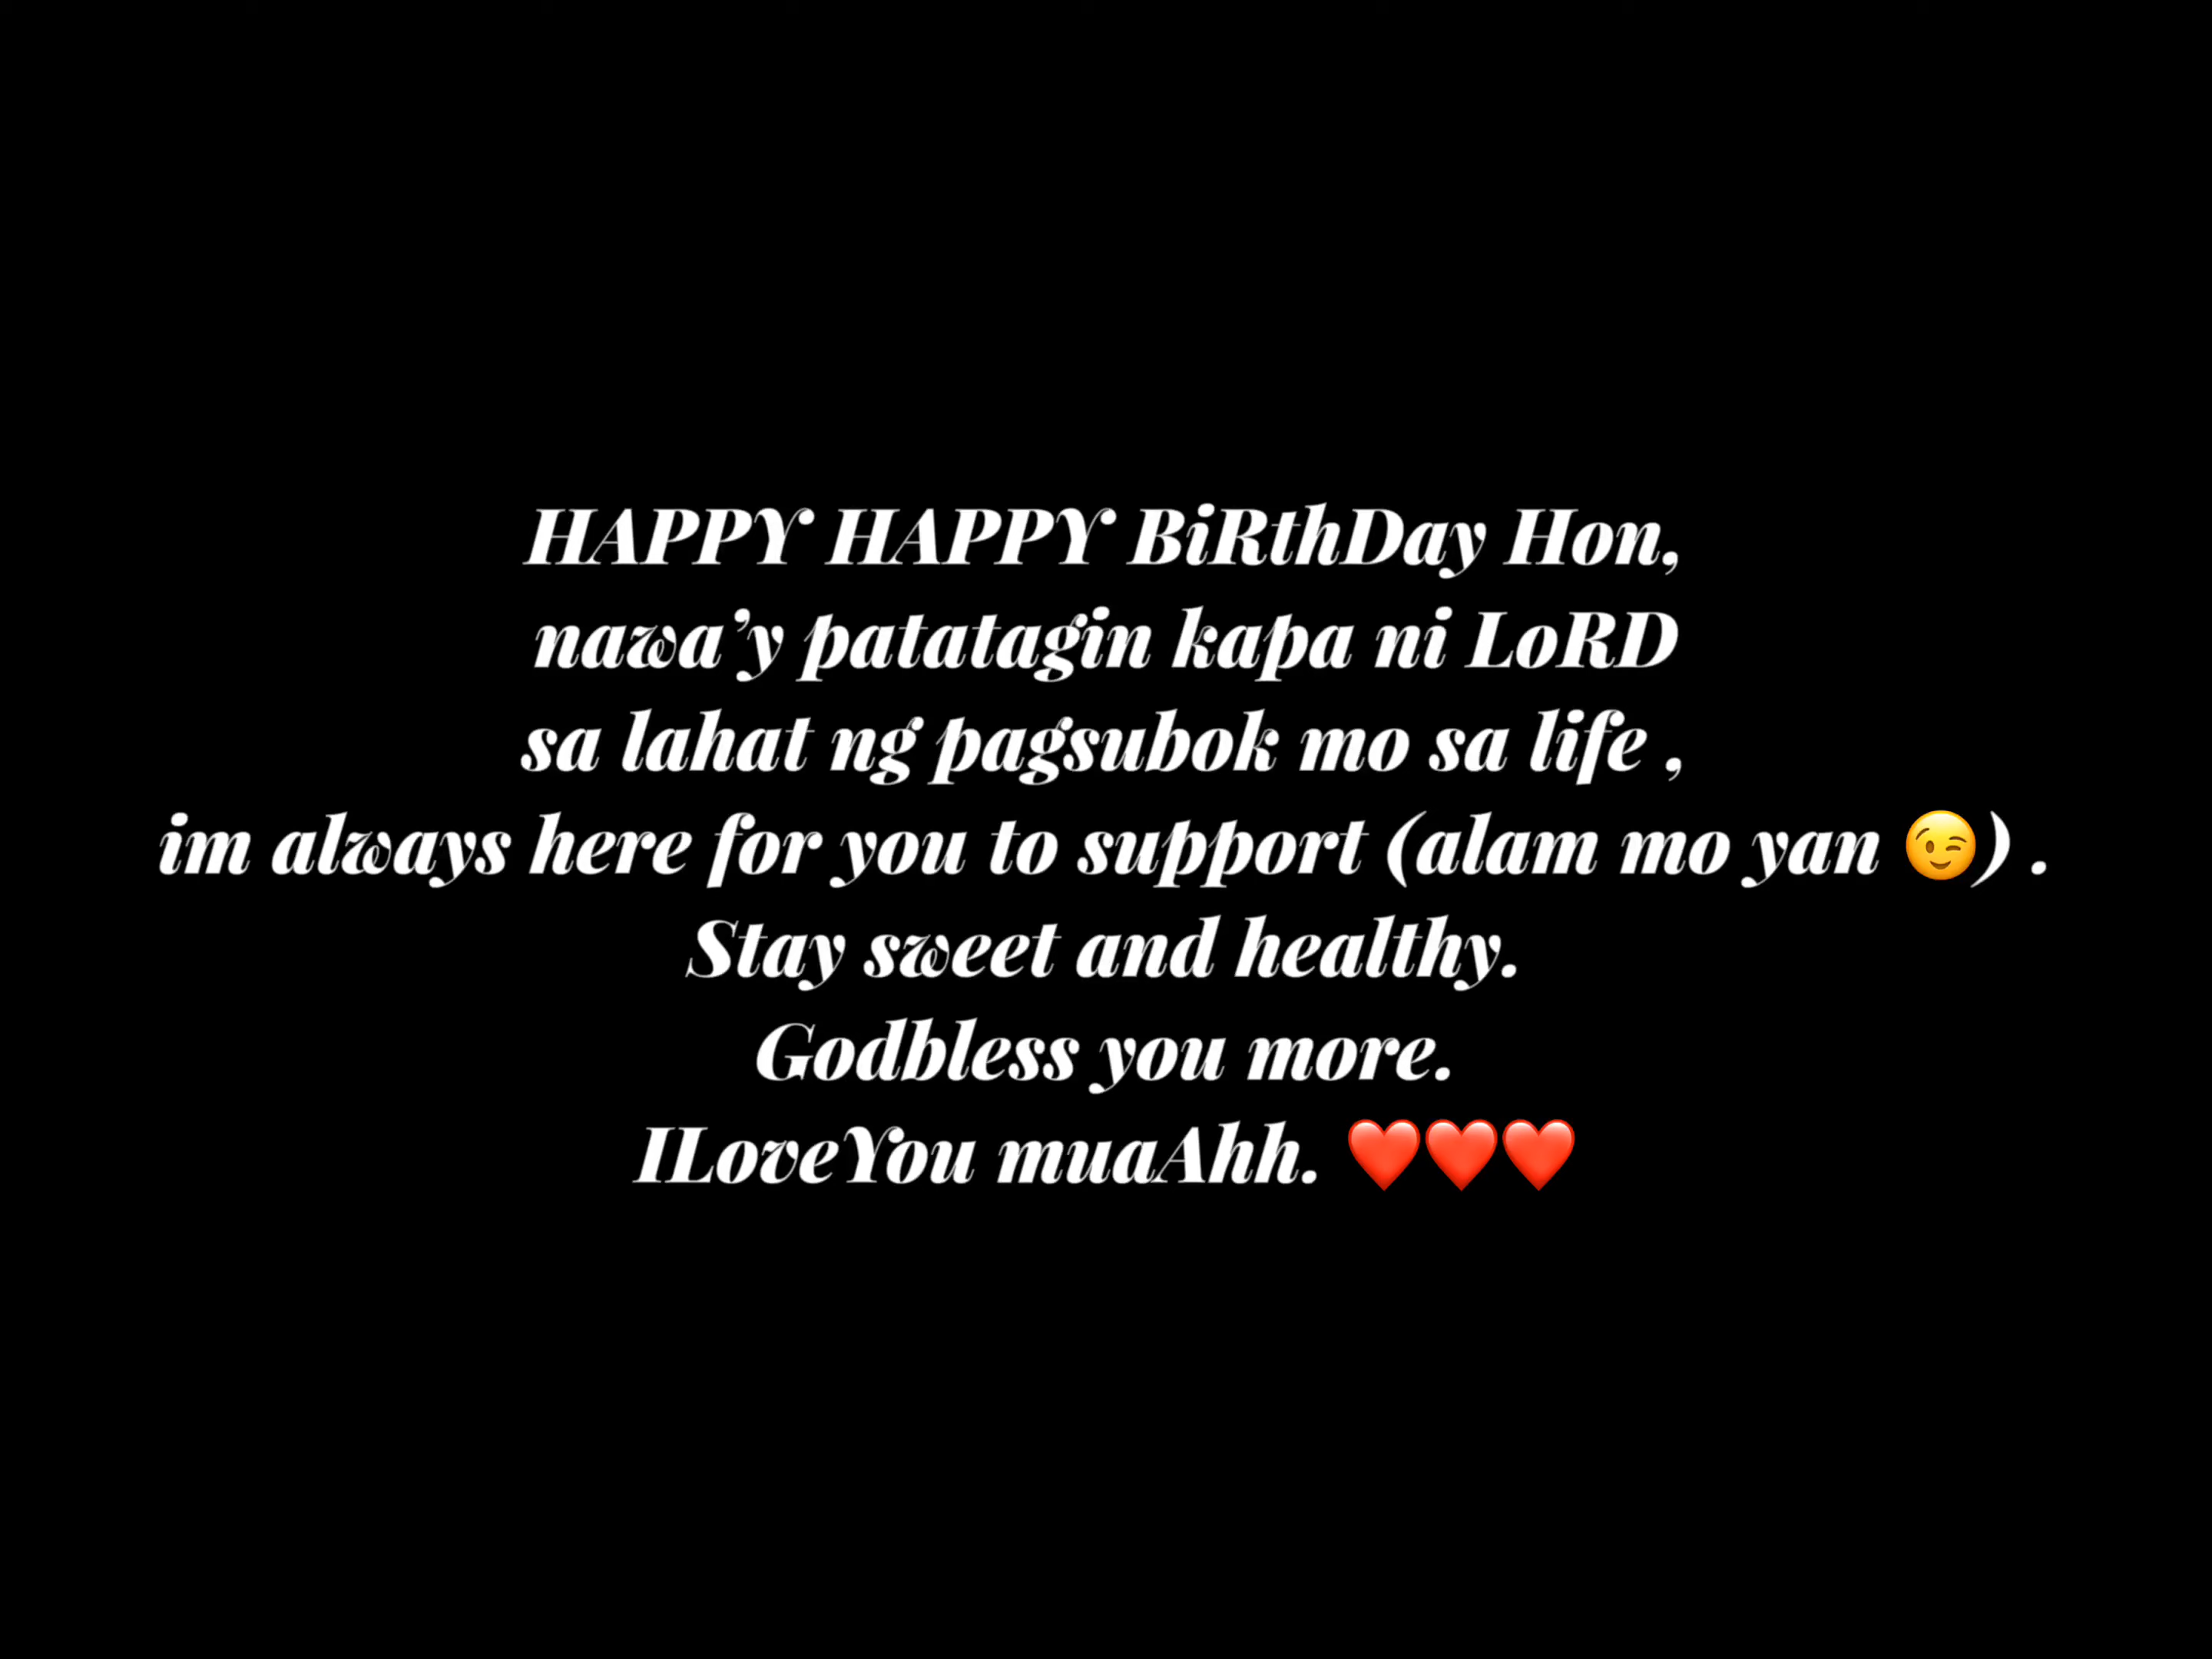 HAPPY HAPPY BiRthDay Hon,
nawa’y patatagin kapa ni LoRD
sa lahat ng pagsubok mo sa life ,
im always here for you to support (alam mo yan 😉) .
Stay sweet and healthy.
Godbless you more.
ILoveYou muaAhh. ❤️❤️❤️